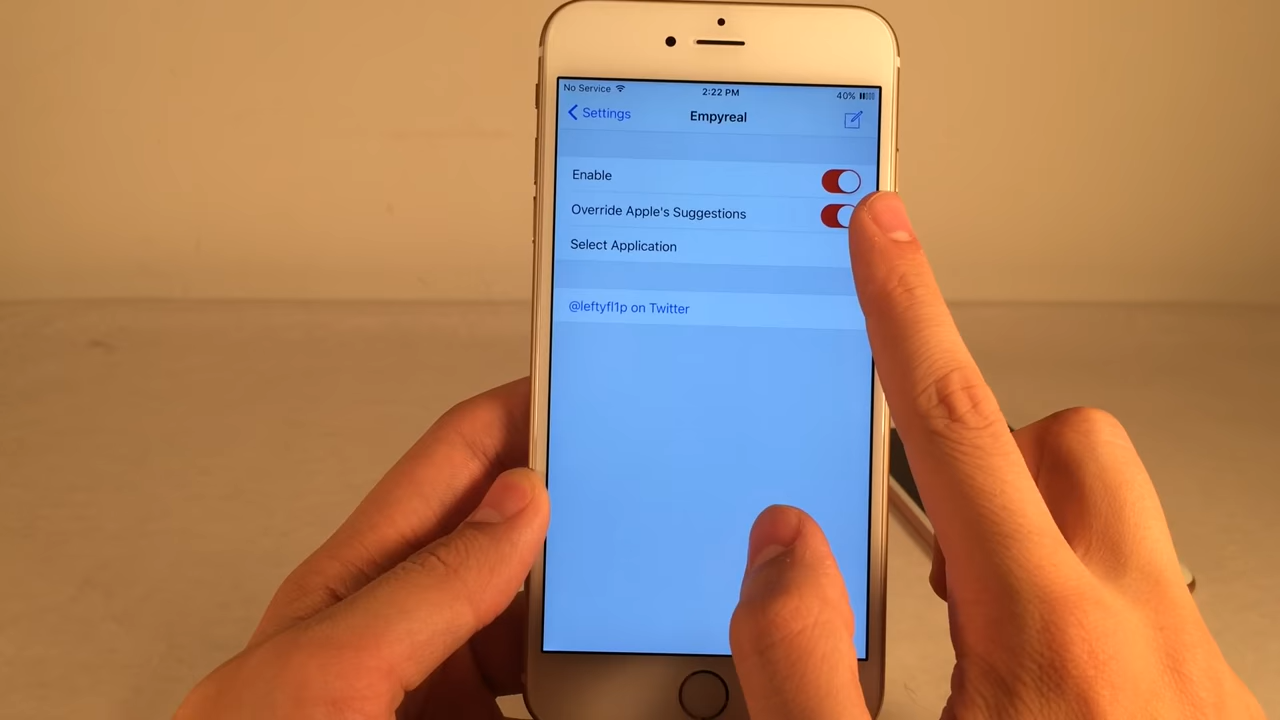 No Service 2:22 PM 40%
Settings Empyreal
Enable
Override Apple's Suggestions
Select Application
@leftyfl1p on Twitter